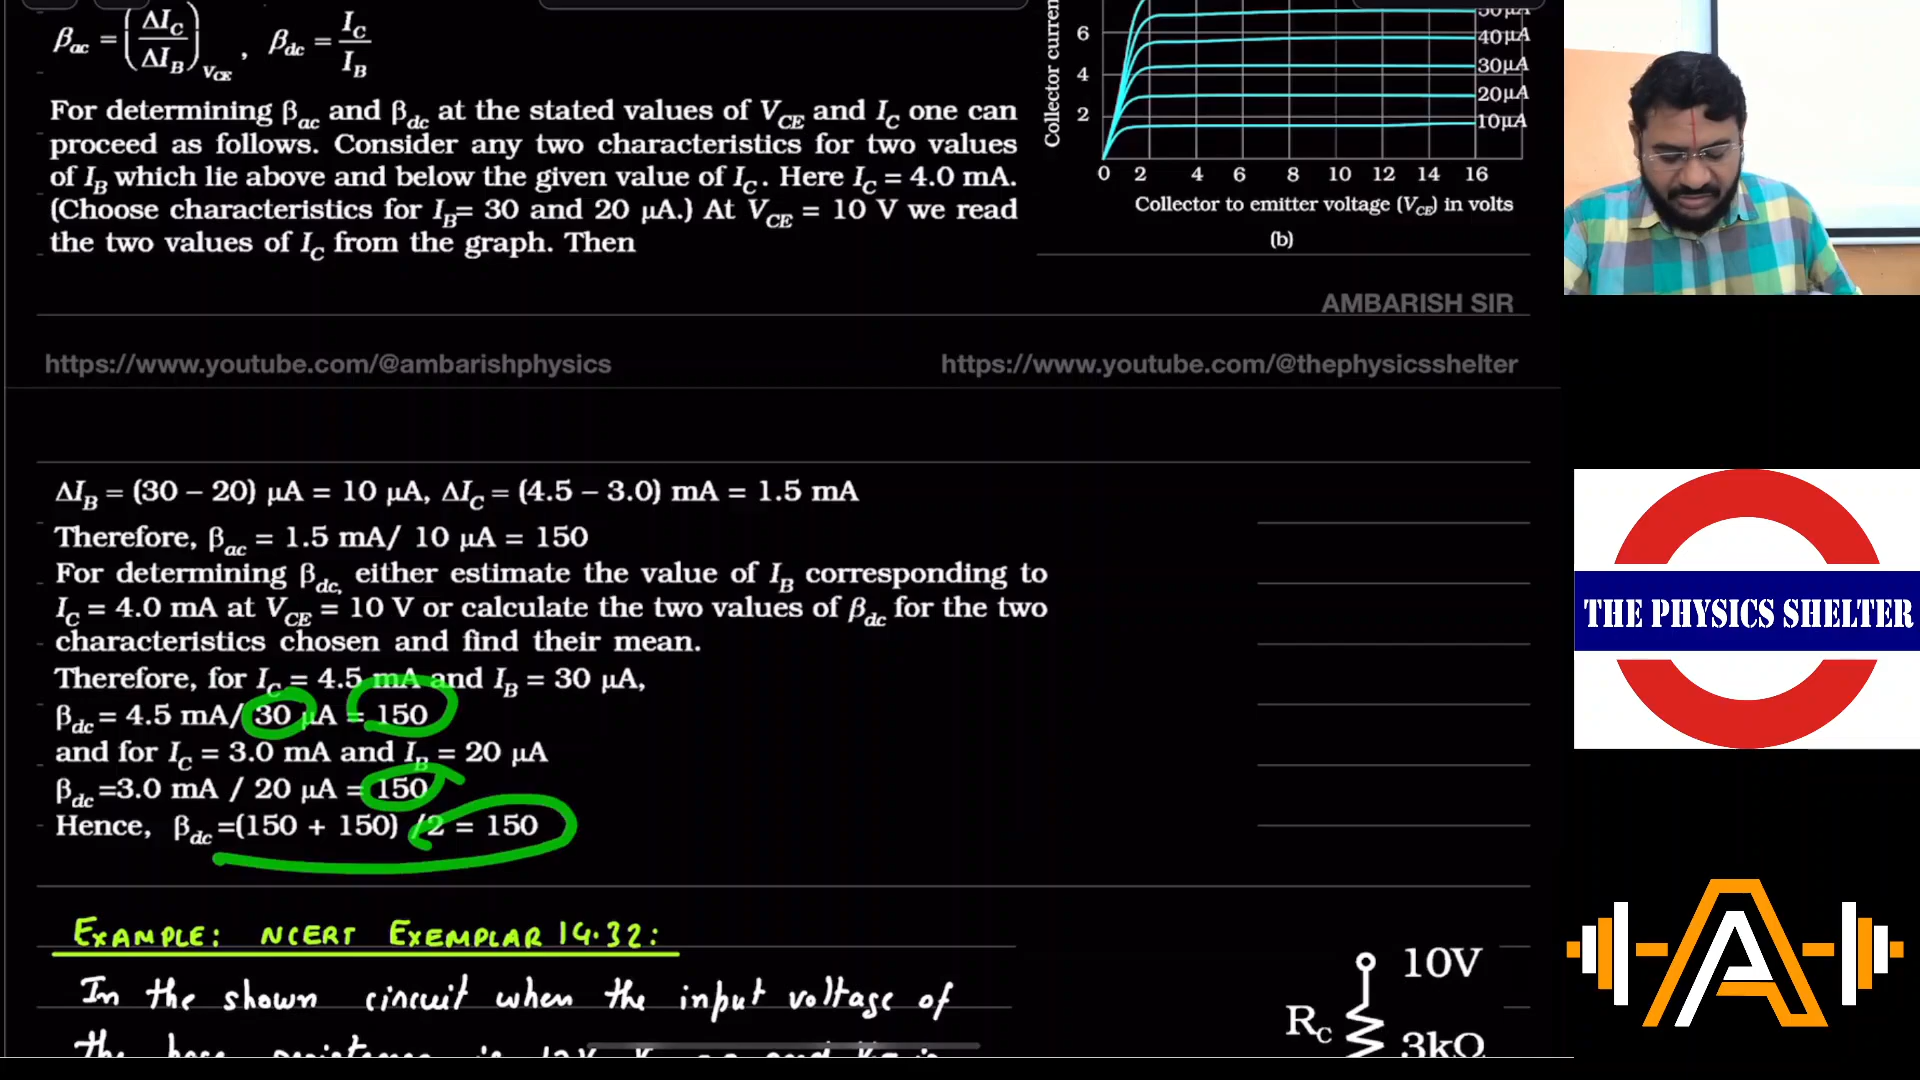 β_ac = (ΔI_C / ΔI_B)_V_CE , β_dc = I_C / I_B
For determining β_ac and β_dc at the stated values of V_CE and I_C one can
proceed as follows. Consider any two characteristics for two values
of I_B which lie above and below the given value of I_C. Here I_C = 4.0 mA.
(Choose characteristics for I_B= 30 and 20 μA.) At V_CE = 10 V we read
the two values of I_C from the graph. Then
Collector curren
6
4
2
40μA
30μA
20μA
10μA
0 2 4 6 8 10 12 14 16
Collector to emitter voltage (V_CE) in volts
(b)
AMBARISH SIR
https://www.youtube.com/@ambarishphysics
https://www.youtube.com/@thephysicsshelter
ΔI_B = (30 – 20) μA = 10 μA, ΔI_C = (4.5 – 3.0) mA = 1.5 mA
Therefore, β_ac = 1.5 mA/ 10 μA = 150
For determining β_dc, either estimate the value of I_B corresponding to
I_C = 4.0 mA at V_CE = 10 V or calculate the two values of β_dc for the two
characteristics chosen and find their mean.
Therefore, for I_C = 4.5 mA and I_B = 30 μA,
β_dc = 4.5 mA/ 30 μA = 150
and for I_C = 3.0 mA and I_B = 20 μA
β_dc =3.0 mA / 20 μA = 150
Hence, β_dc =(150 + 150) /2 = 150
EXAMPLE: NCERT EXEMPLAR 14.32:
In the shown circuit when the input voltage of
the base resistance is
10V
R_C
3kΩ
THE PHYSICS SHELTER